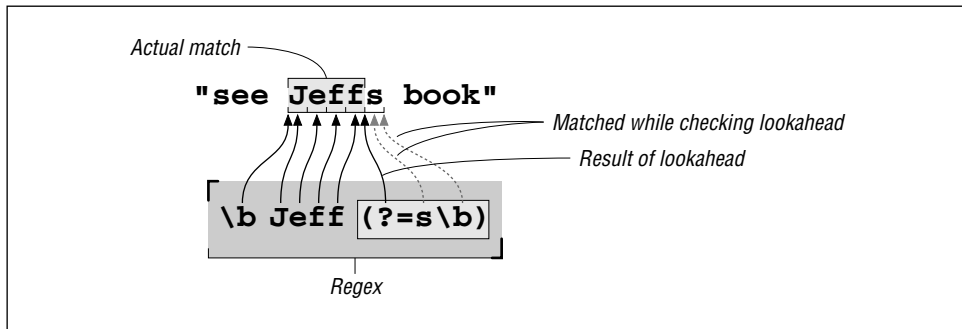 Actual match
"see Jeffs book"
Matched while checking lookahead
Result of lookahead
\b Jeff (?=s\b)
Regex